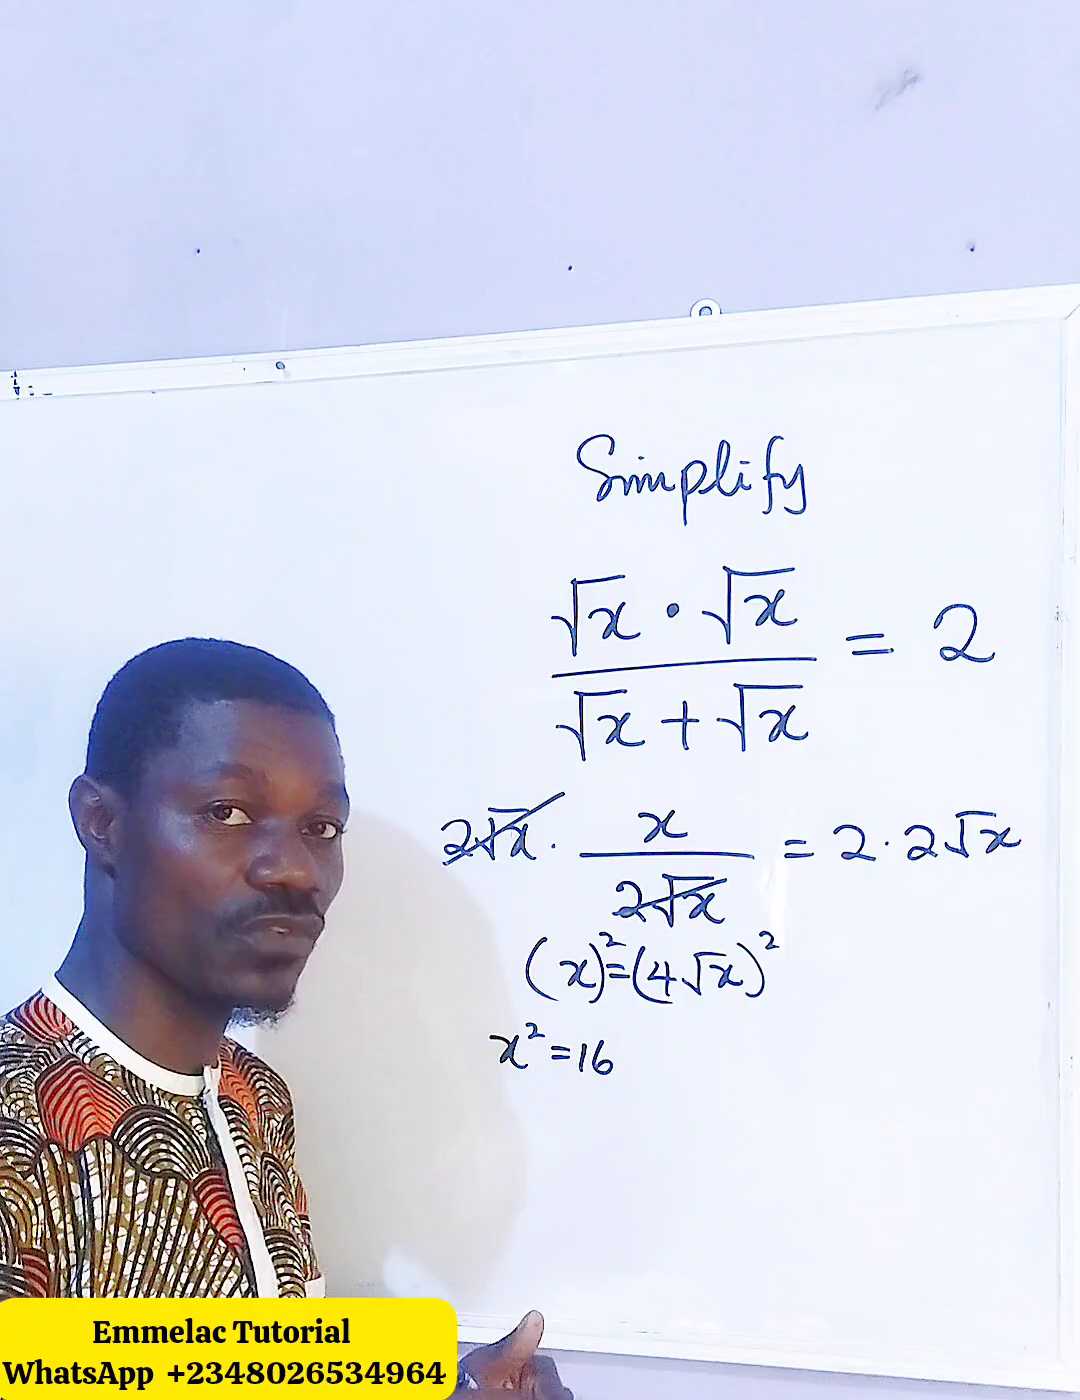 Simplify
√x · √x / √x + √x = 2
2√x · x / 2√x = 2 · 2√x
(x)² = (4√x)²
x² = 16
Emmelac Tutorial
WhatsApp +2348026534964